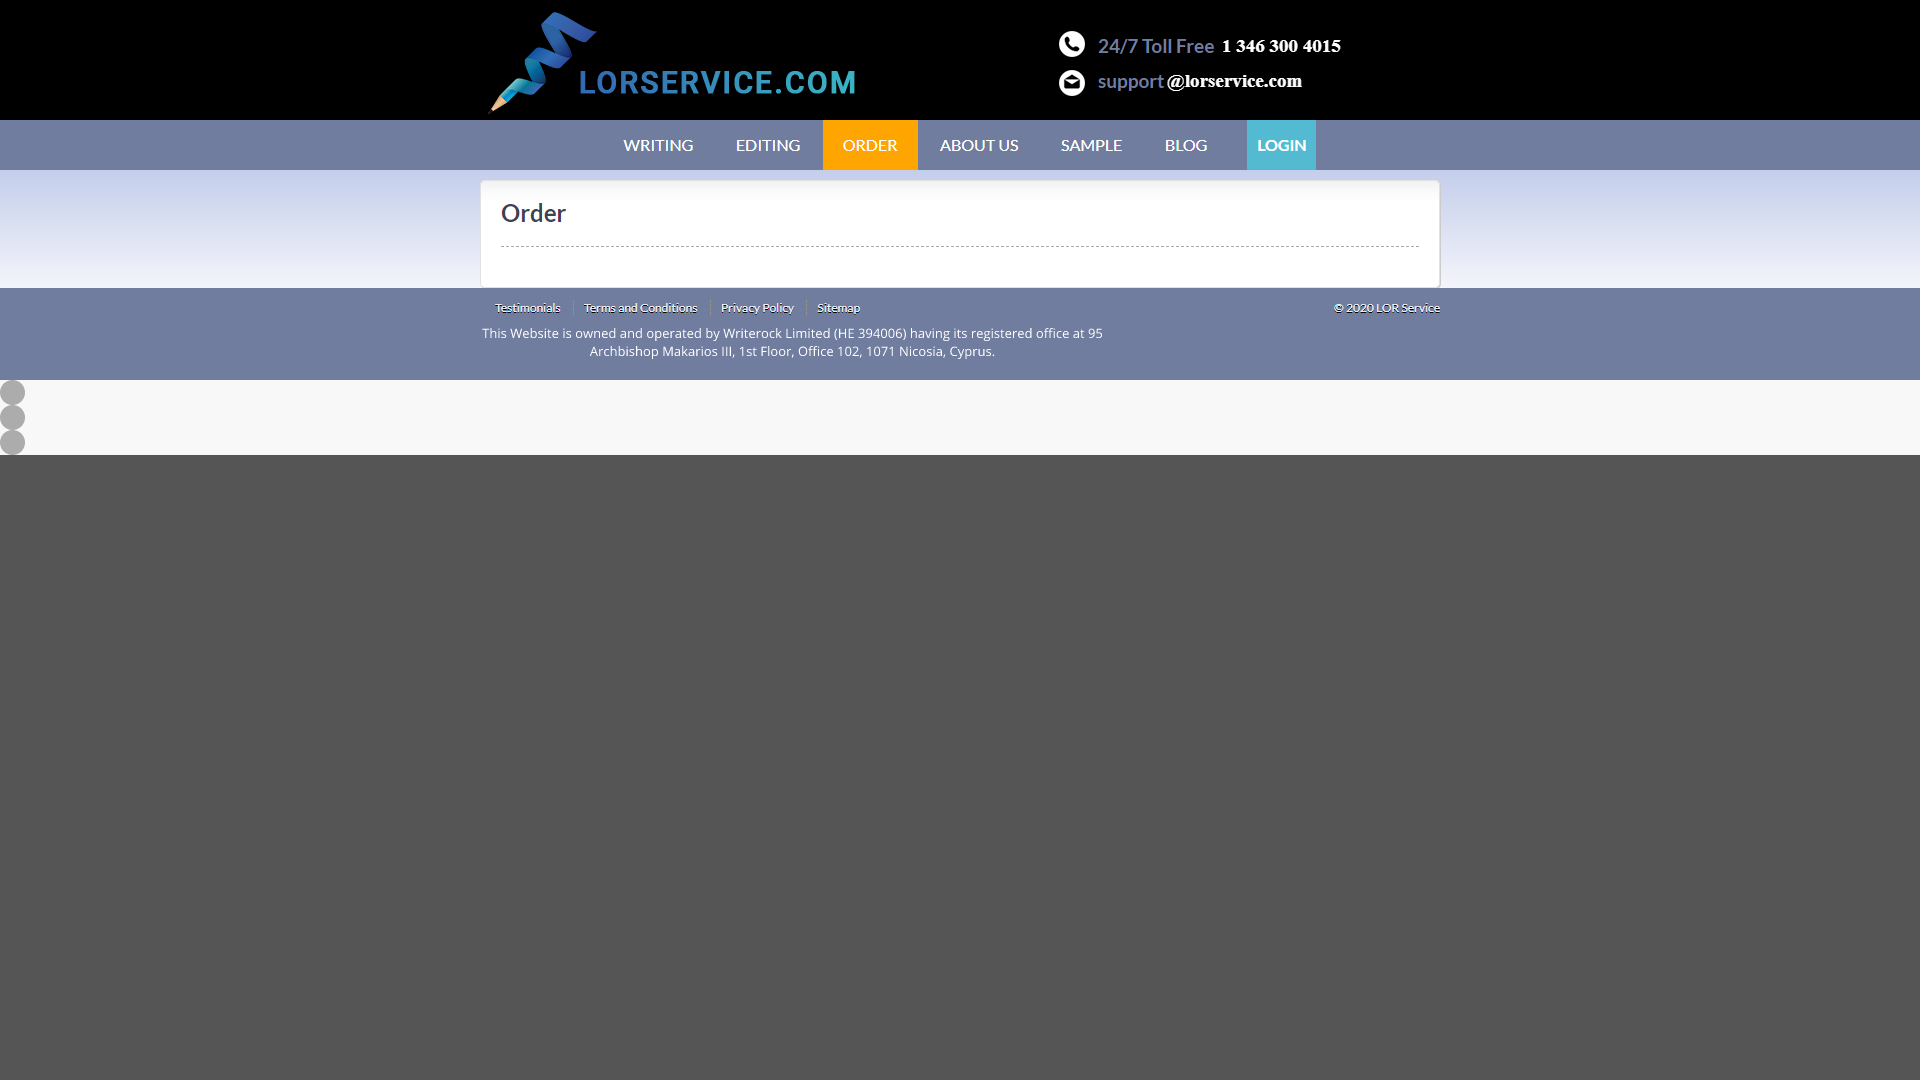 LORSERVICE.COM
24/7 Toll Free 1 346 300 4015
support@lorservice.com
WRITING EDITING ORDER ABOUT US SAMPLE BLOG LOGIN
Order
Testimonials Terms and Conditions Privacy Policy Sitemap © 2020 LOR Service
This Website is owned and operated by Writerock Limited (HE 394006) having its registered office at 95
Archbishop Makarios III, 1st Floor, Office 102, 1071 Nicosia, Cyprus.